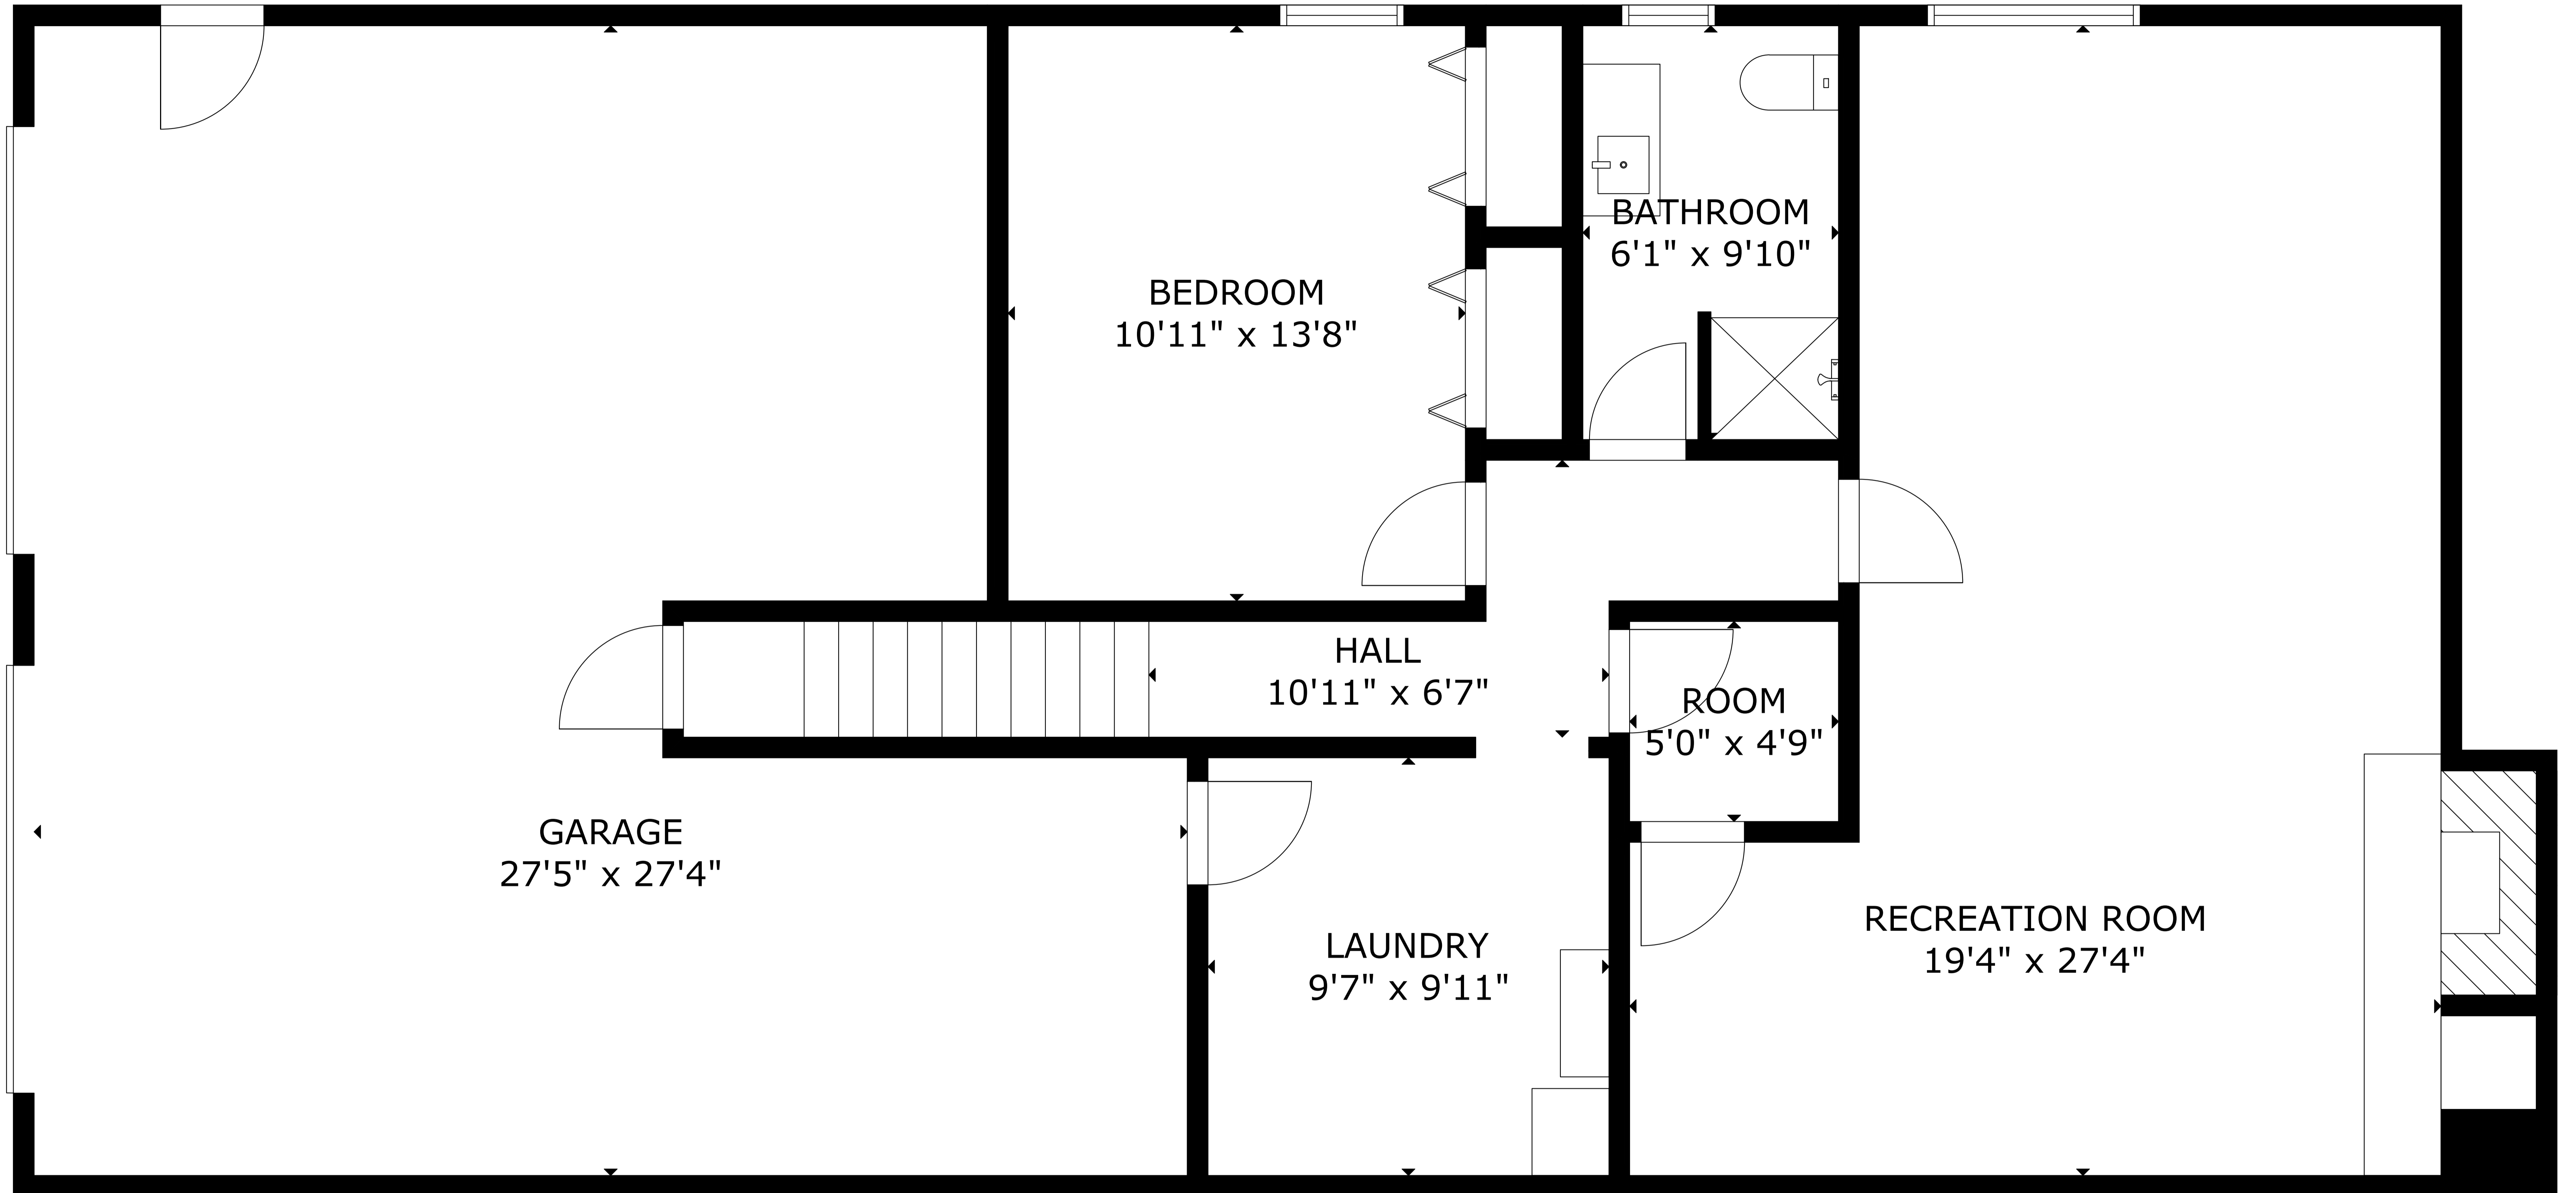 BATHROOM
6'1" x 9'10"
BEDROOM
10'11" x 13'8"
HALL
10'11" x 6'7"
ROOM
5'0" x 4'9"
GARAGE
27'5" x 27'4"
RECREATION ROOM
19'4" x 27'4"
LAUNDRY
9'7" x 9'11"